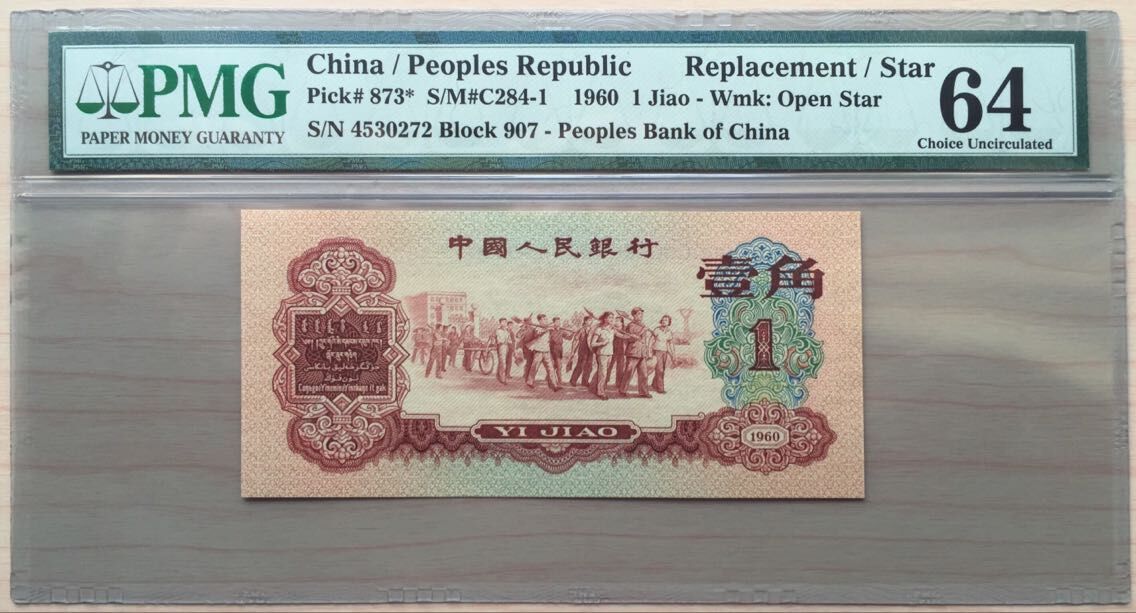 PMG
PAPER MONEY GUARANTY
China / Peoples Republic Replacement / Star
Pick# 873* S/M#C284-1 1960 1 Jiao - Wmk: Open Star
S/N 4530272 Block 907 - Peoples Bank of China
64
Choice Uncirculated
中國人民銀行
壹角
1
YI JIAO
1960